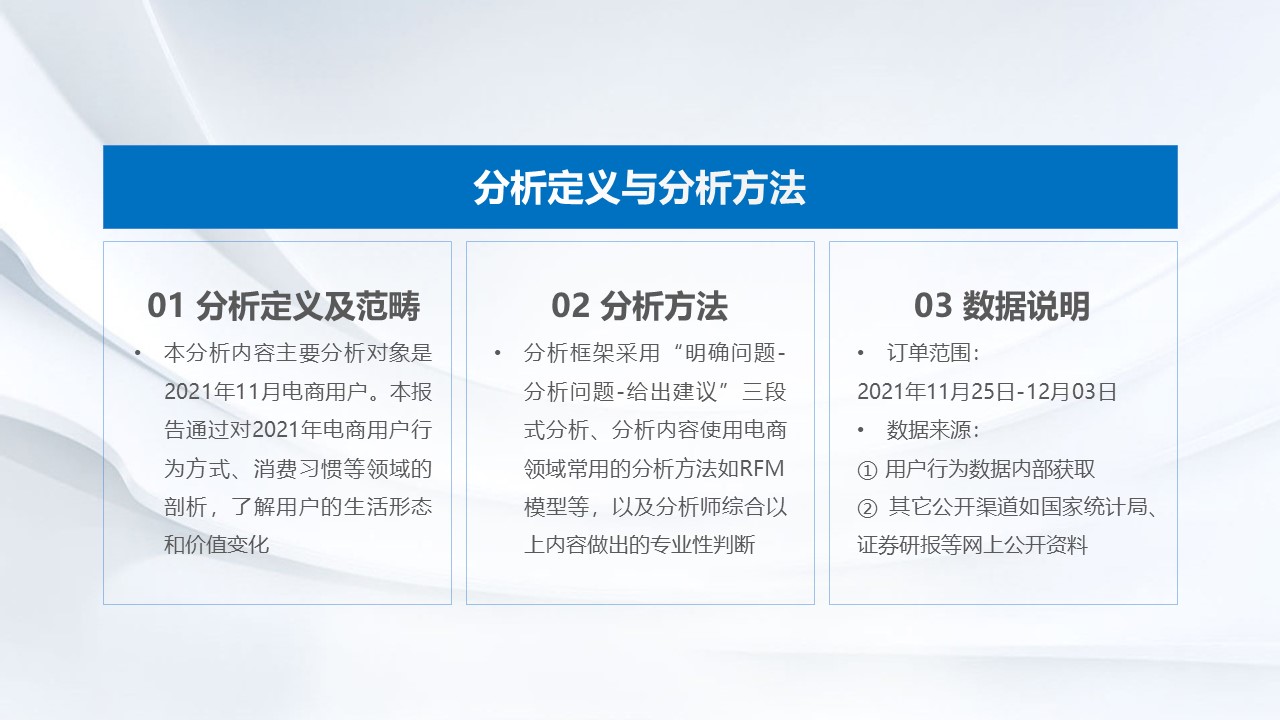 分析定义与分析方法
01 分析定义及范畴
• 本分析内容主要分析对象是
2021年11月电商用户。本报
告通过对2021年电商用户行
为方式、消费习惯等领域的
剖析，了解用户的生活形态
和价值变化
02 分析方法
• 分析框架采用“明确问题-
分析问题-给出建议”三段
式分析、分析内容使用电商
领域常用的分析方法如RFM
模型等，以及分析师综合以
上内容做出的专业性判断
03 数据说明
• 订单范围：
2021年11月25日-12月03日
• 数据来源：
① 用户行为数据内部获取
② 其它公开渠道如国家统计局、
证券研报等网上公开资料